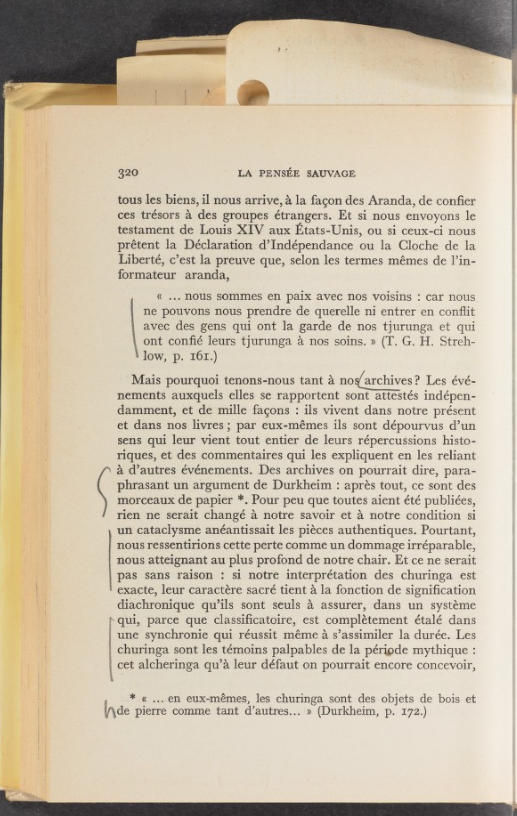 320 LA PENSÉE SAUVAGE
tous les biens, il nous arrive, à la façon des Aranda, de confier
ces trésors à des groupes étrangers. Et si nous envoyons le
testament de Louis XIV aux États-Unis, ou si ceux-ci nous
prêtent la Déclaration d'Indépendance ou la Cloche de la
Liberté, c'est la preuve que, selon les termes mêmes de l'in-
formateur aranda,
« ... nous sommes en paix avec nos voisins : car nous
ne pouvons nous prendre de querelle ni entrer en conflit
avec des gens qui ont la garde de nos tjurunga et qui
ont confié leurs tjurunga à nos soins. » (T. G. H. Streh-
low, p. 161.)
Mais pourquoi tenons-nous tant à nos archives? Les évé-
nements auxquels elles se rapportent sont attestés indépen-
damment, et de mille façons : ils vivent dans notre présent
et dans nos livres ; par eux-mêmes ils sont dépourvus d'un
sens qui leur vient tout entier de leurs répercussions histo-
riques, et des commentaires qui les expliquent en les reliant
à d'autres événements. Des archives on pourrait dire, para-
phrasant un argument de Durkheim : après tout, ce sont des
morceaux de papier *. Pour peu que toutes aient été publiées,
rien ne serait changé à notre savoir et à notre condition si
un cataclysme anéantissait les pièces authentiques. Pourtant,
nous ressentirions cette perte comme un dommage irréparable,
nous atteignant au plus profond de notre chair. Et ce ne serait
pas sans raison : si notre interprétation des churinga est
exacte, leur caractère sacré tient à la fonction de signification
diachronique qu'ils sont seuls à assurer, dans un système
qui, parce que classificatoire, est complètement étalé dans
une synchronie qui réussit même à s'assimiler la durée. Les
churinga sont les témoins palpables de la période mythique :
cet alcheringa qu'à leur défaut on pourrait encore concevoir,
* « ... en eux-mêmes, les churinga sont des objets de bois et
de pierre comme tant d'autres... » (Durkheim, p. 172.)